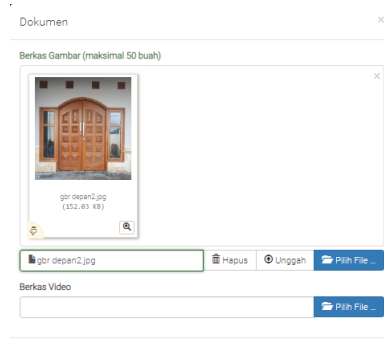 Dokumen
×
Berkas Gambar (maksimal 50 buah)
×
gbr depan2.jpg
(152.03 KB)
gbr depan2.jpg Hapus Unggah Pilih File ...
Berkas Video
Pilih File ...